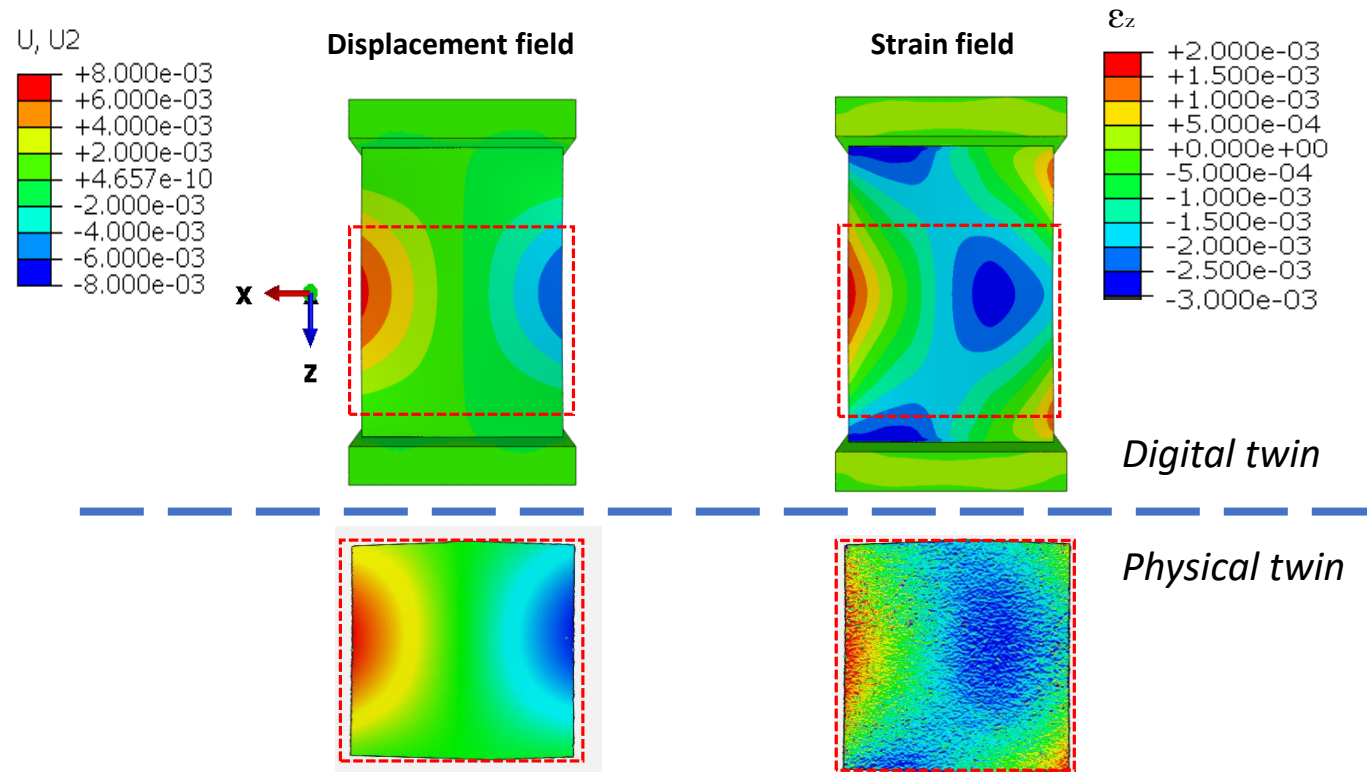 Displacement field
Strain field
U, U2
+8.000e-03
+6.000e-03
+4.000e-03
+2.000e-03
+4.657e-10
-2.000e-03
-4.000e-03
-6.000e-03
-8.000e-03
εz
+2.000e-03
+1.500e-03
+1.000e-03
+5.000e-04
+0.000e+00
-5.000e-04
-1.000e-03
-1.500e-03
-2.000e-03
-2.500e-03
-3.000e-03
X
Z
Digital twin
Physical twin